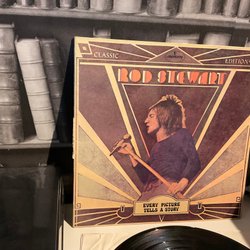 CLASSIC
EDITION
ROD STEWART
EVERY PICTURE
TELLS A STORY